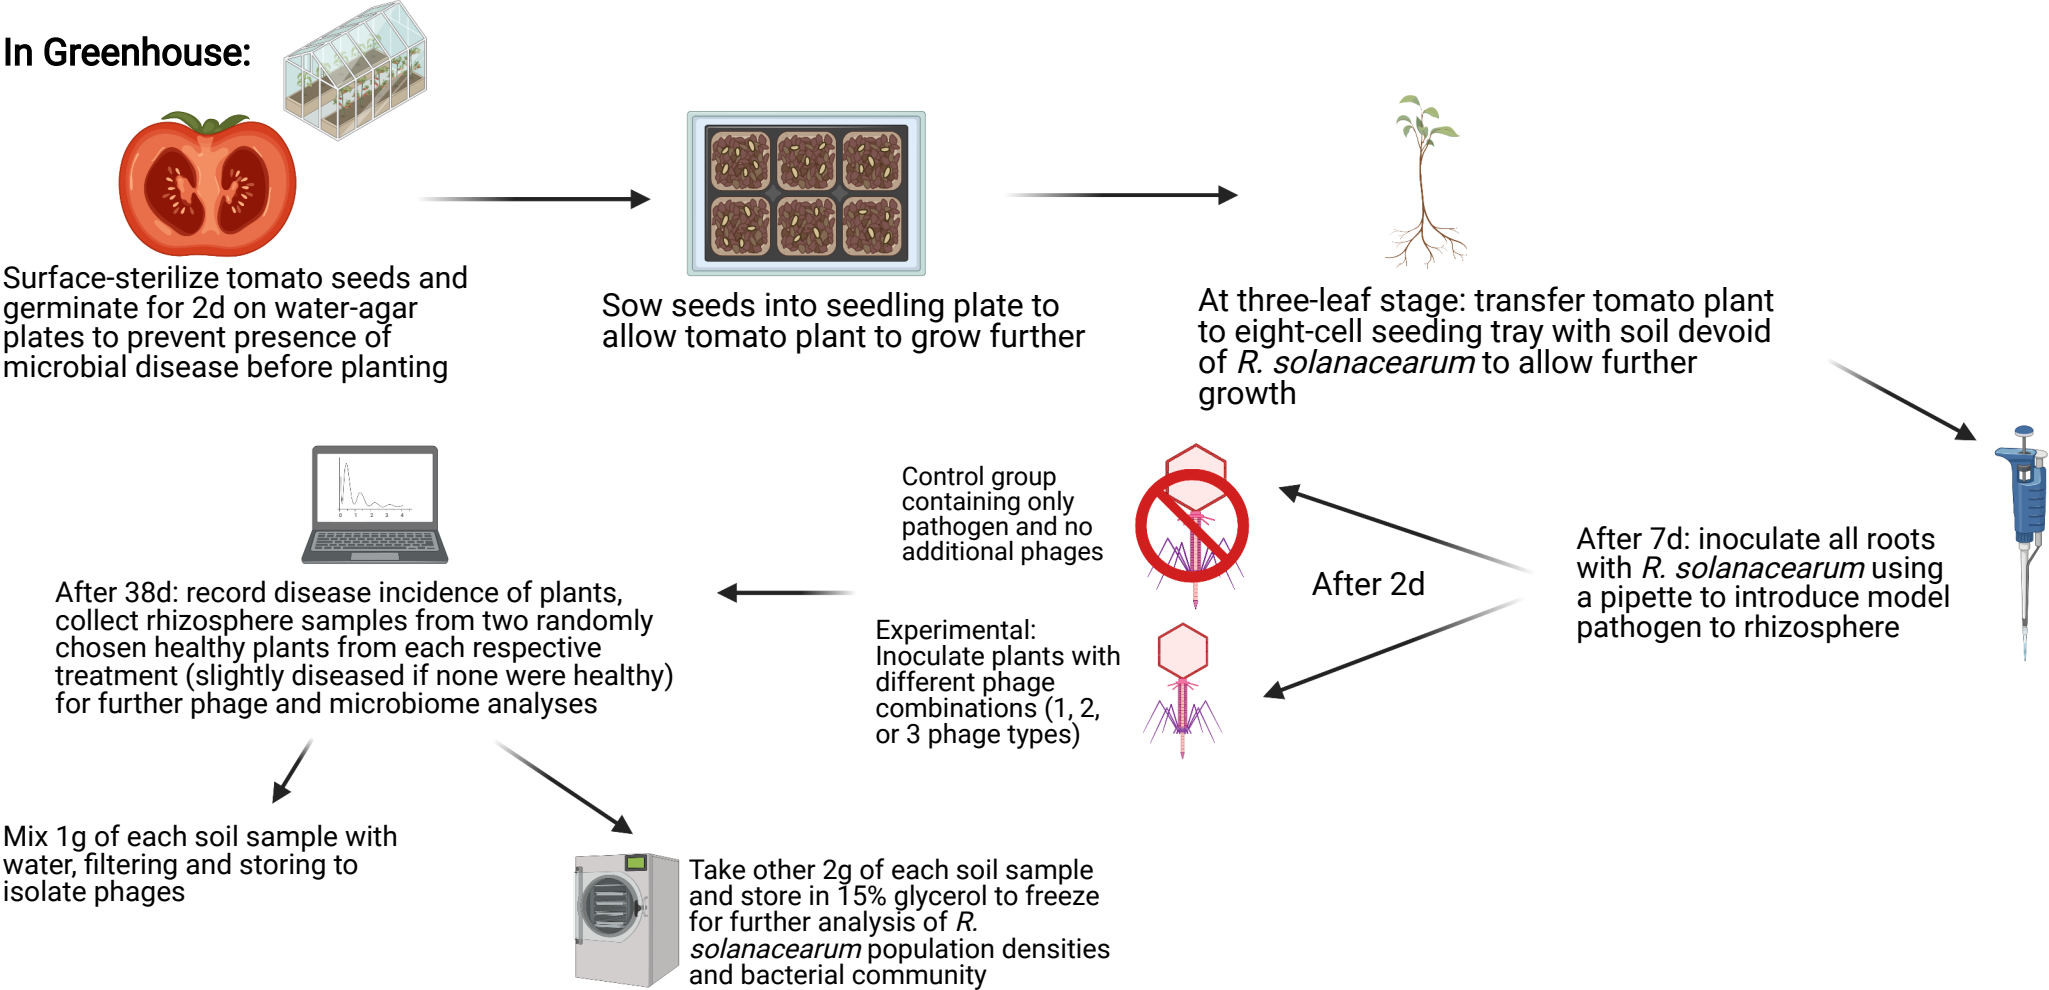 In Greenhouse:
Surface-sterilize tomato seeds and
germinate for 2d on water-agar
plates to prevent presence of
microbial disease before planting
Sow seeds into seedling plate to
allow tomato plant to grow further
At three-leaf stage: transfer tomato plant
to eight-cell seeding tray with soil devoid
of R. solanacearum to allow further
growth
After 7d: inoculate all roots
with R. solanacearum using
a pipette to introduce model
pathogen to rhizosphere
After 2d
Control group
containing only
pathogen and no
additional phages
Experimental:
Inoculate plants with
different phage
combinations (1, 2,
or 3 phage types)
0 1 2 3 4
After 38d: record disease incidence of plants,
collect rhizosphere samples from two randomly
chosen healthy plants from each respective
treatment (slightly diseased if none were healthy)
for further phage and microbiome analyses
Mix 1g of each soil sample with
water, filtering and storing to
isolate phages
Take other 2g of each soil sample
and store in 15% glycerol to freeze
for further analysis of R.
solanacearum population densities
and bacterial community